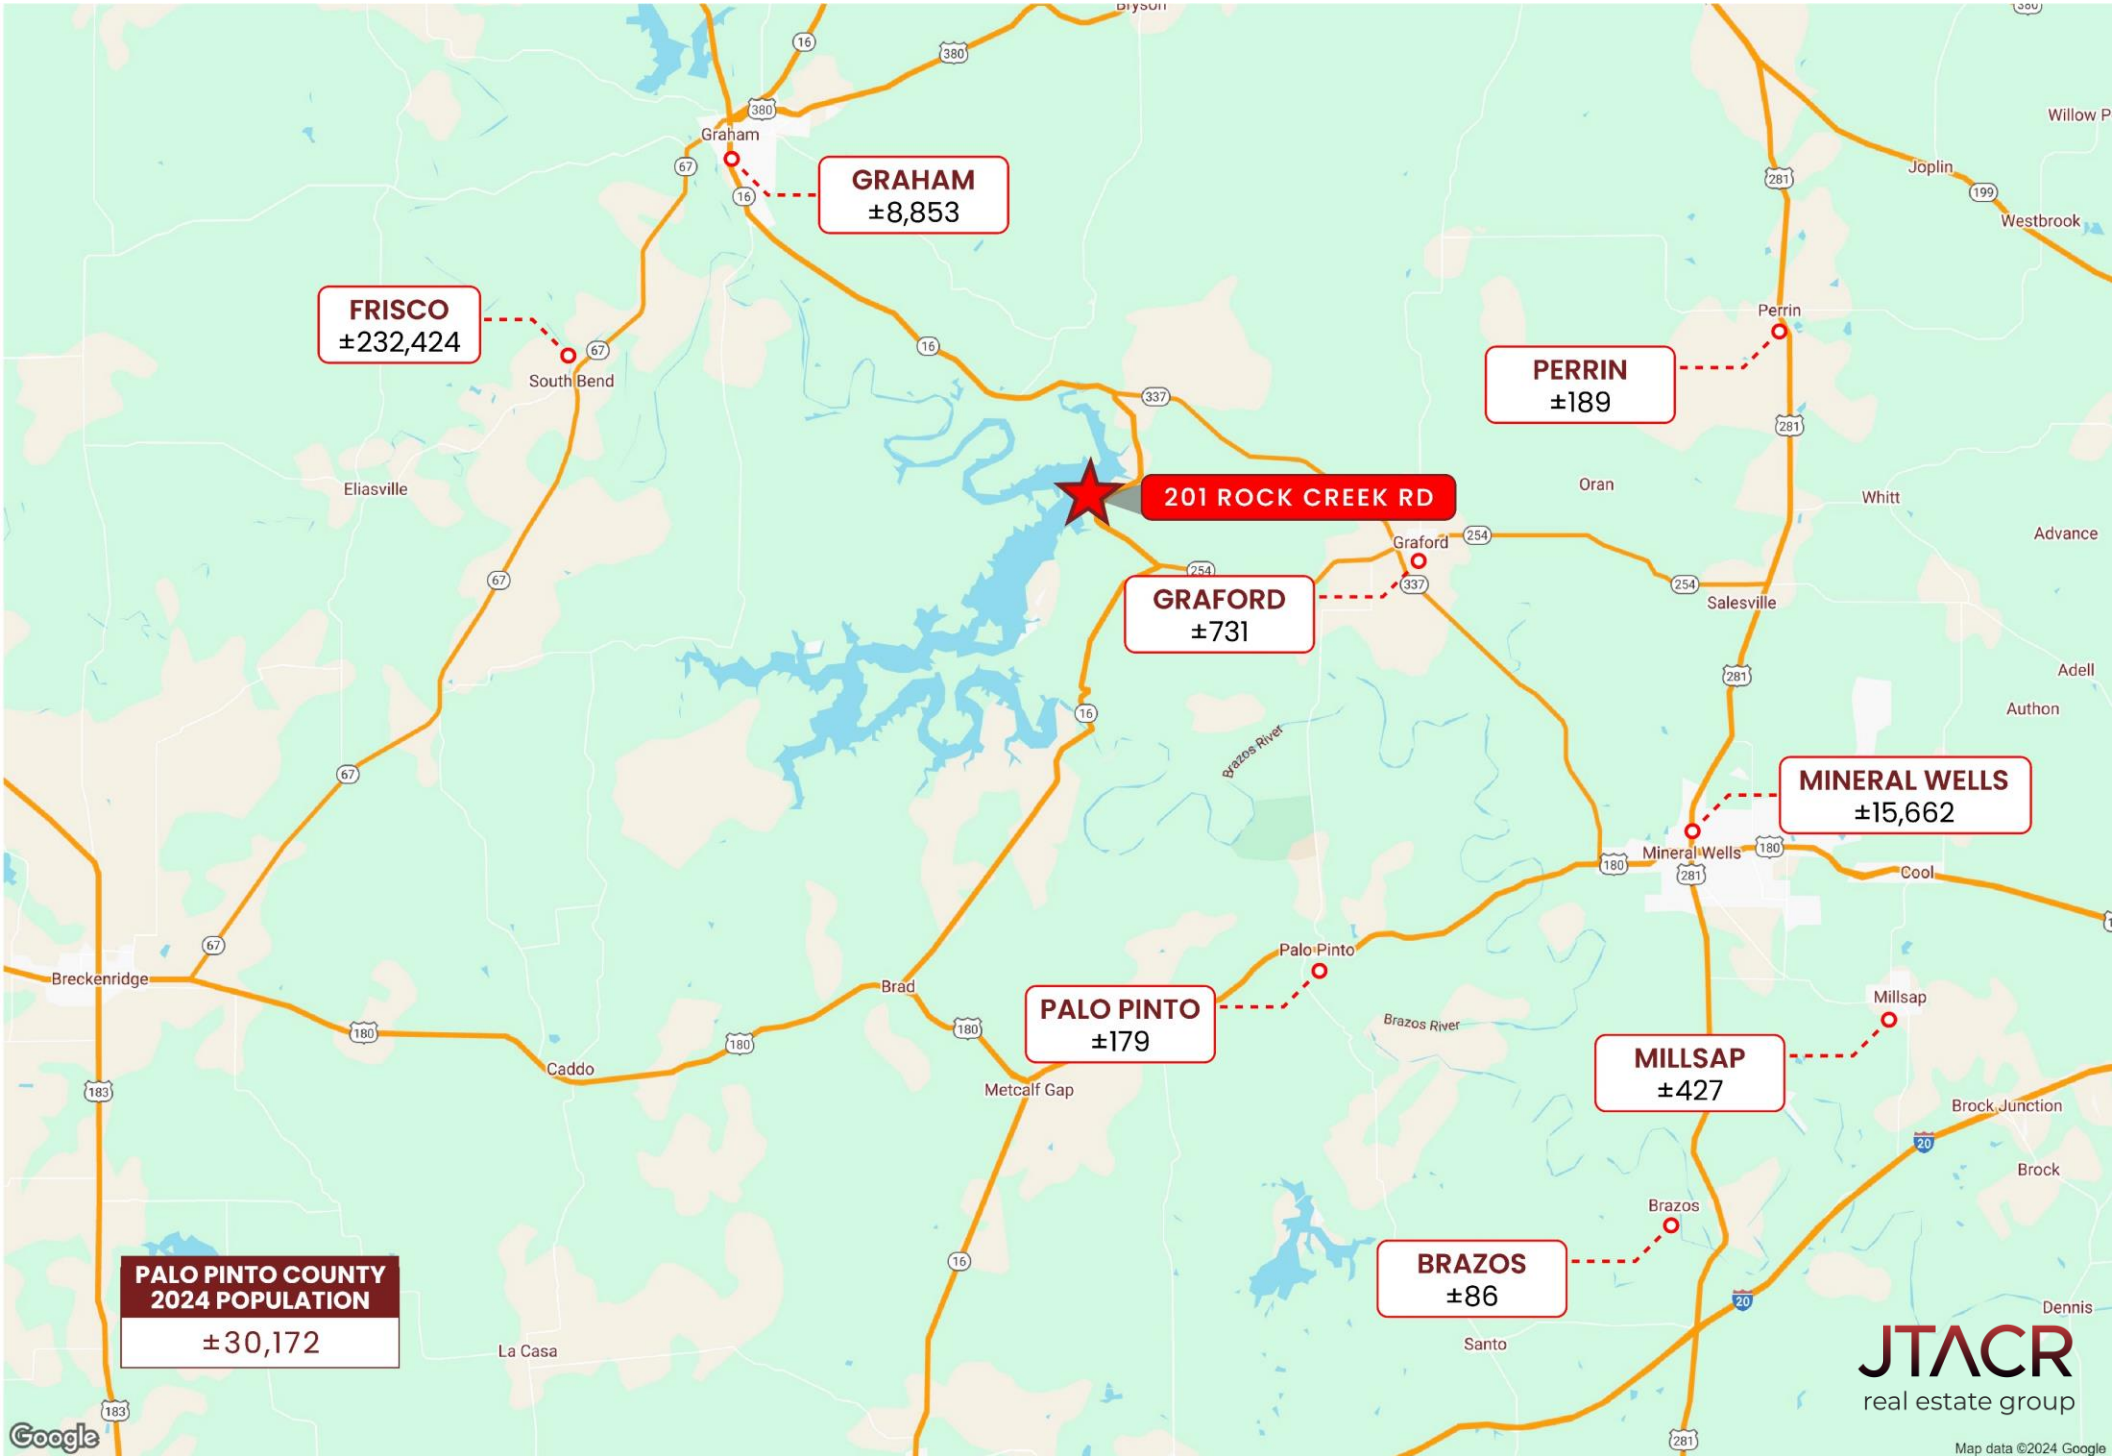 Bryson
380
16
380
380
Graham
Willow P
67
GRAHAM
±8,853
Joplin
281
199
16
Westbrook
FRISCO
±232,424
Perrin
16
67
South Bend
PERRIN
±189
337
281
Eliasville
201 ROCK CREEK RD
Oran
Whitt
Advance
Graford
254
254
67
337
254
GRAFORD
±731
Salesville
281
Adell
Authon
16
Brazos River
67
MINERAL WELLS
±15,662
Mineral Wells
180
180
281
Cool
67
Breckenridge
Palo Pinto
Brad
PALO PINTO
±179
Millsap
Brazos River
180
180
180
Caddo
MILLSAP
±427
Metcalf Gap
183
Brock Junction
20
Brock
Brazos
BRAZOS
±86
16
PALO PINTO COUNTY
2024 POPULATION
±30,172
20
Dennis
Santo
La Casa
JTACR
real estate group
183
281
Google
Map data ©2024 Google